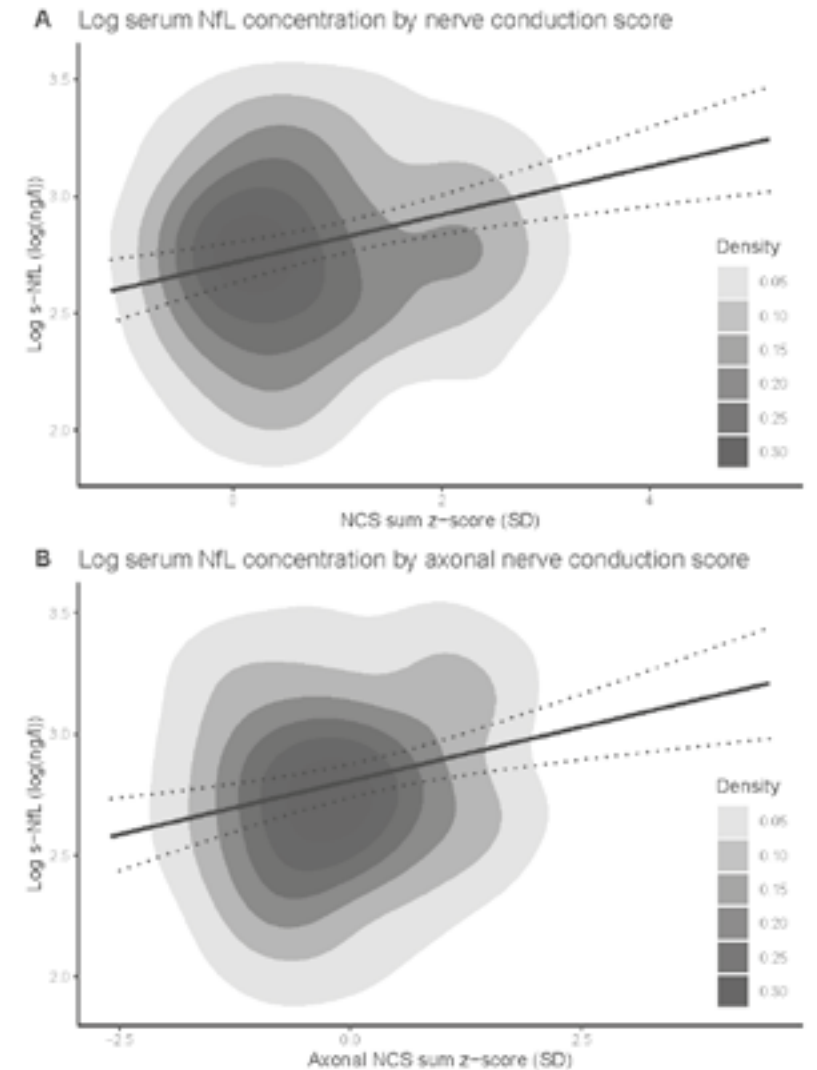 A Log serum NfL concentration by nerve conduction score
Log s-NfL (log(ng/l))
3.5
3.0
2.5
2.0
0 2 4
NCS sum z-score (SD)
Density
0.05
0.10
0.15
0.20
0.25
0.30
B Log serum NfL concentration by axonal nerve conduction score
Log s-NfL (log(ng/l))
3.5
3.0
2.5
2.0
-2.5 0.0 2.5
Axonal NCS sum z-score (SD)
Density
0.05
0.10
0.15
0.20
0.25
0.30